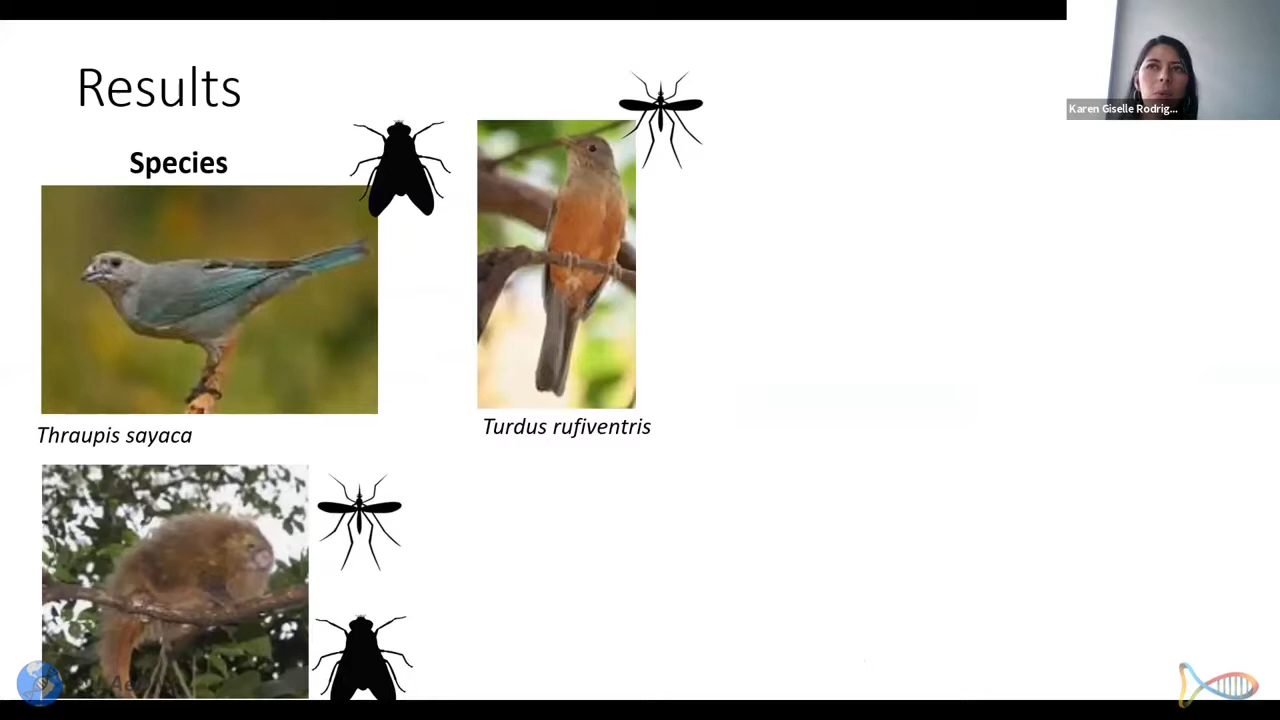 Results
Karen Giselle Rodrig...
Species
Thraupis sayaca
Turdus rufiventris